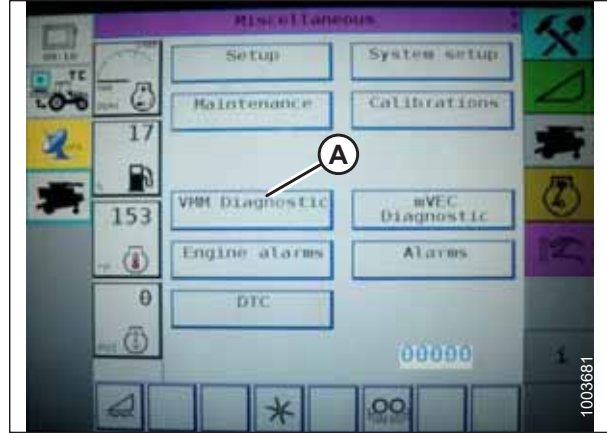 Miscellaneous
Setup
System setup
Maintenance
Calibrations
17
A
VMM Diagnostic
mVEC
Diagnostic
153
Engine alarms
Alarms
0
DTC
00000
1
1003681